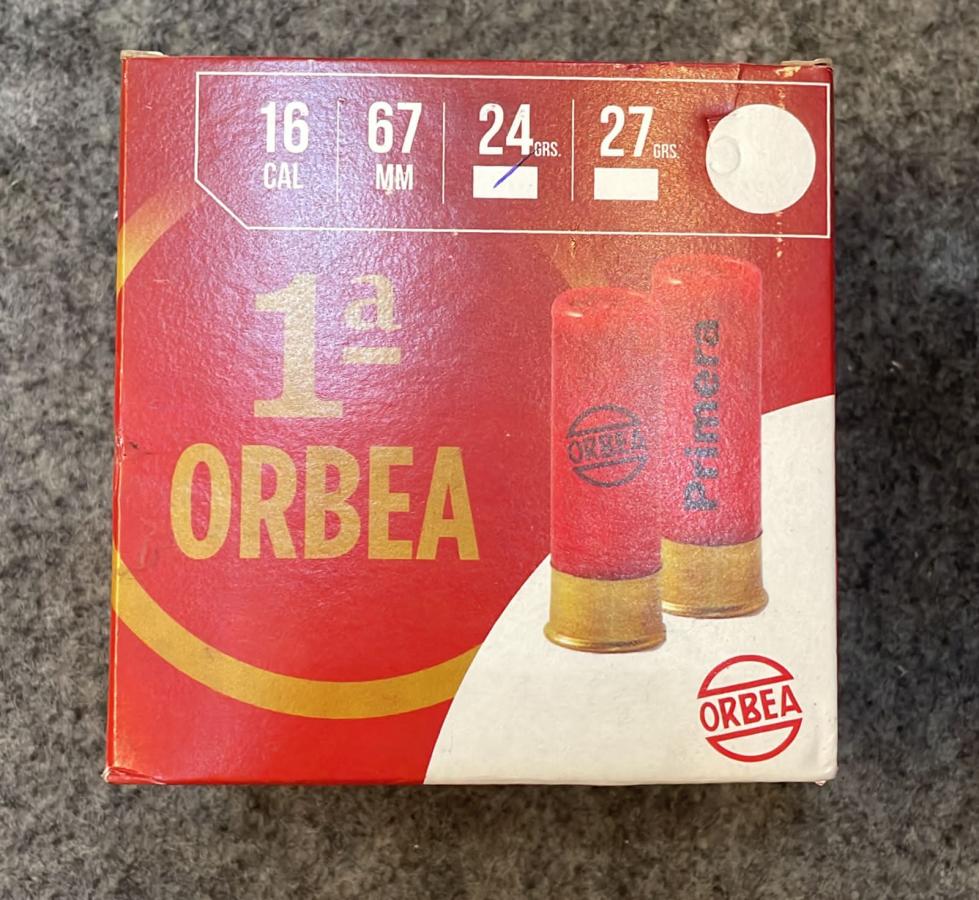 16 CAL
67 MM
24 GRS.
27 GRS.
1ª
ORBEA
ORBEA
Primera
ORBEA